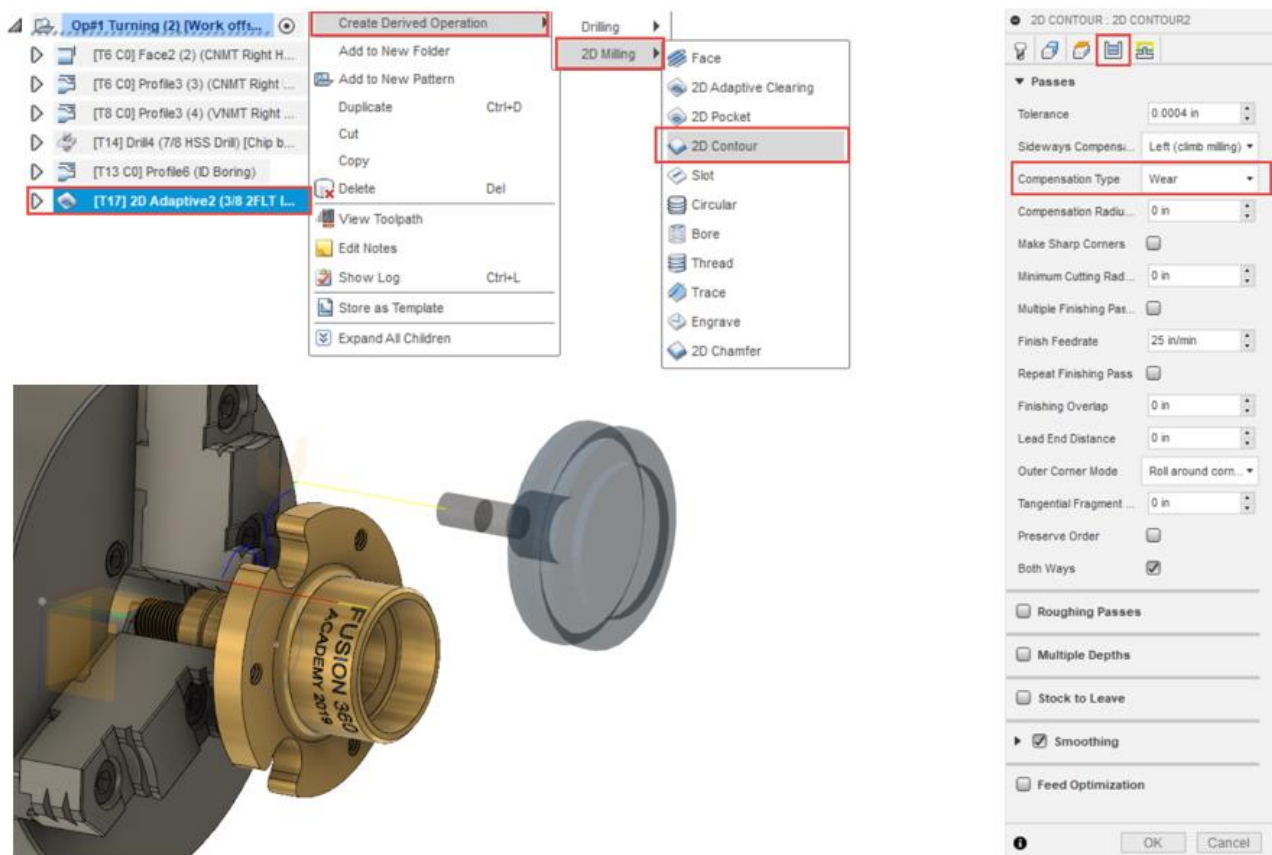 Op#1 Turning (2) [Work offs...
[T6 C0] Face2 (2) (CNMT Right H...
[T6 C0] Profile3 (3) (CNMT Right ...
[T8 C0] Profile3 (4) (VNMT Right ...
[T14] Drill4 (7/8 HSS Drill) [Chip b...
[T13 C0] Profile6 (ID Boring)
[T17] 2D Adaptive2 (3/8 2FLT I...
Create Derived Operation
Add to New Folder
Add to New Pattern
Duplicate Ctrl+D
Cut
Copy
Delete Del
View Toolpath
Edit Notes
Show Log Ctrl+L
Store as Template
Expand All Children
Drilling
2D Milling
Face
2D Adaptive Clearing
2D Pocket
2D Contour
Slot
Circular
Bore
Thread
Trace
Engrave
2D Chamfer
FUSION 360
ACADEMY 2019
2D CONTOUR : 2D CONTOUR2
Passes
Tolerance 0.0004 in
Sideways Compensi... Left (climb milling)
Compensation Type Wear
Compensation Radiu... 0 in
Make Sharp Corners
Minimum Cutting Rad... 0 in
Multiple Finishing Pas...
Finish Feedrate 25 in/min
Repeat Finishing Pass
Finishing Overlap 0 in
Lead End Distance 0 in
Outer Corner Mode Roll around corn...
Tangential Fragment ... 0 in
Preserve Order
Both Ways
Roughing Passes
Multiple Depths
Stock to Leave
Smoothing
Feed Optimization
OK Cancel